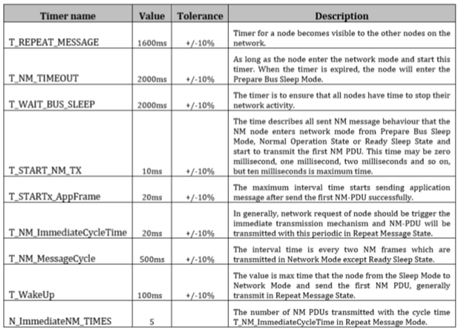 Timer name Value Tolerance Description
Timer for a node becomes visible to the other nodes on the
T_REPEAT_MESSAGE 1600ms +/-10% network.
As long as the node enter the network mode and start this
timer. When the timer is expired, the node will enter the
T_NM_TIMEOUT 2000ms +/-10% Prepare Bus Sleep Mode.
The timer is to ensure that all nodes have time to stop their
T_WAIT_BUS_SLEEP 2000ms +/-10% network activity.
The time describes all sent NM message behaviour that the
NM node enters network mode from Prepare Bus Sleep
Mode, Normal Operation State or Ready Sleep State and
start to transmit the first NM PDU. This time may be zero
millisecond, one millisecond, two milliseconds and so on,
T_START_NM_TX 10ms +/-10% but ten milliseconds is maximum time.
The maximum interval time starts sending application
T_STARTx_AppFrame 20ms +/-10% message after send the first NM-PDU successfully.
In generally, network request of node should be trigger the
immediate transmission mechanism and NM-PDU will be
T_NM_ImmediateCycleTime 20ms +/-10% transmitted with this periodic in Repeat Message State.
The interval time is every two NM frames which are
T_NM_MessageCycle 500ms +/-10% transmitted in Network Mode except Ready Sleep State.
The value is max time that the node from the Sleep Mode to
Network Mode and send the first NM PDU, generally
T_WakeUp 100ms +/-10% transmit in Repeat Message State.
The number of NM PDUs transmitted with the cycle time
N_ImmediateNM_TIMES 5 T_NM_ImmediateCycleTime in Repeat Message Mode.